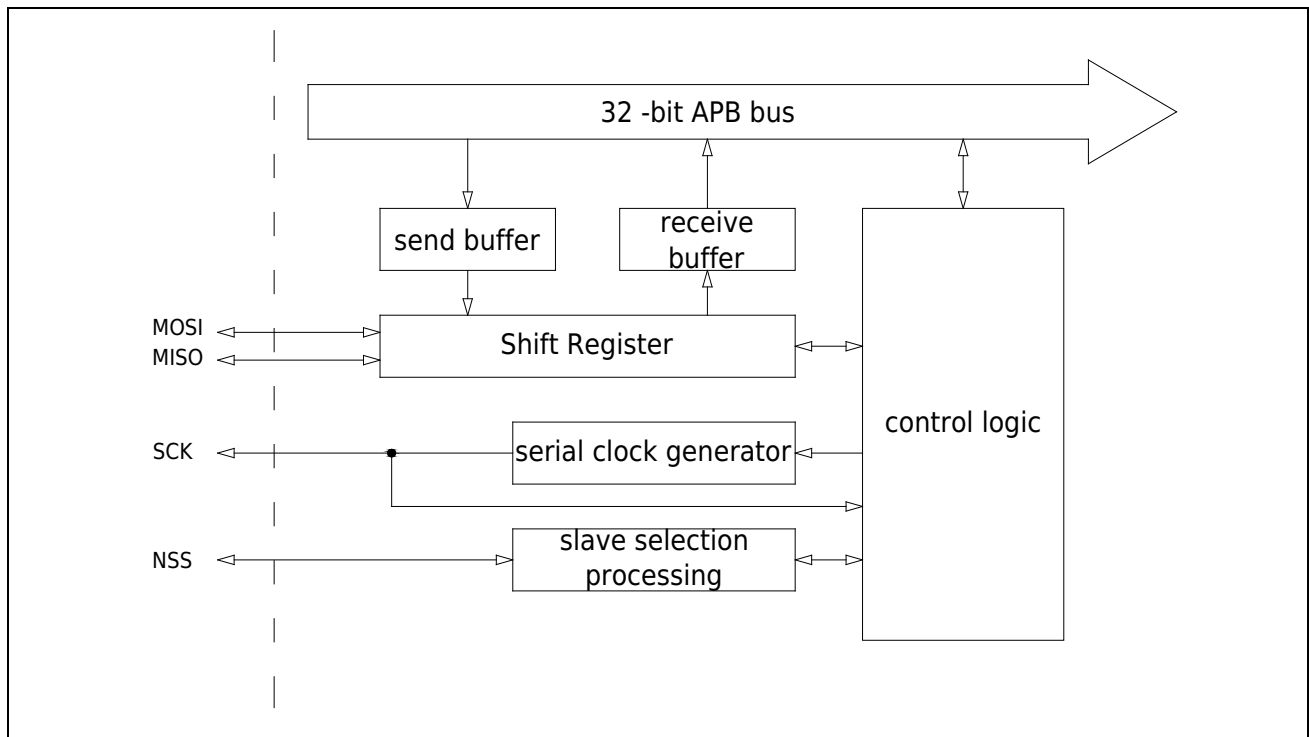 32 -bit APB bus
send buffer
receive
buffer
MOSI
MISO
Shift Register
control logic
SCK
serial clock generator
NSS
slave selection
processing